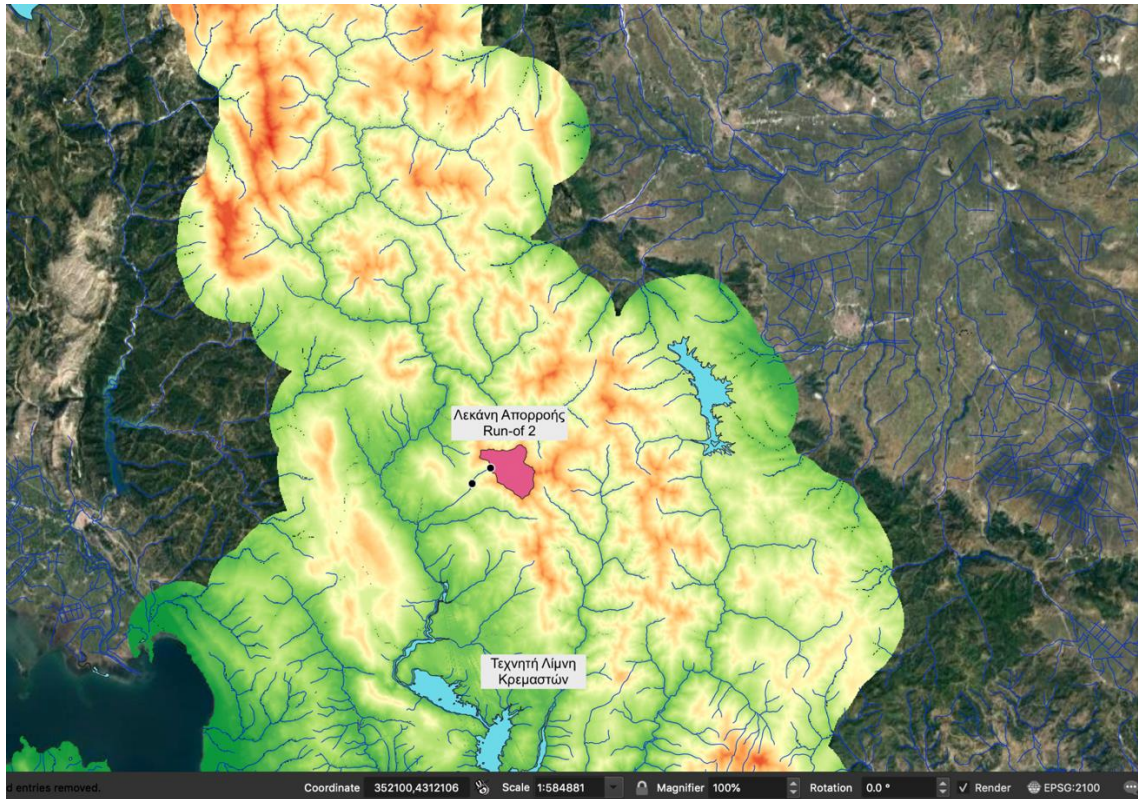 Λεκάνη Απορροής
Run-of 2
Τεχνητή Λίμνη
Κρεμαστών
d entries removed.
Coordinate 352100,4312106 Scale 1:584881 Magnifier 100% Rotation 0.0 ° Render EPSG:2100